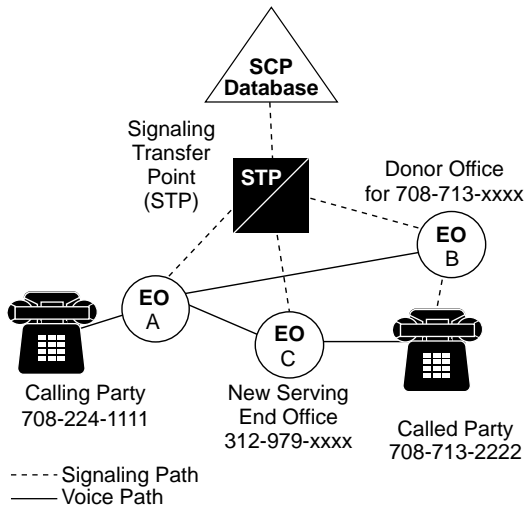 SCP
Database
Signaling
Transfer
Point
(STP)
STP
Donor Office
for 708-713-xxxx
EO
B
EO
A
EO
C
Calling Party
708-224-1111
New Serving
End Office
312-979-xxxx
Called Party
708-713-2222
Signaling Path
Voice Path